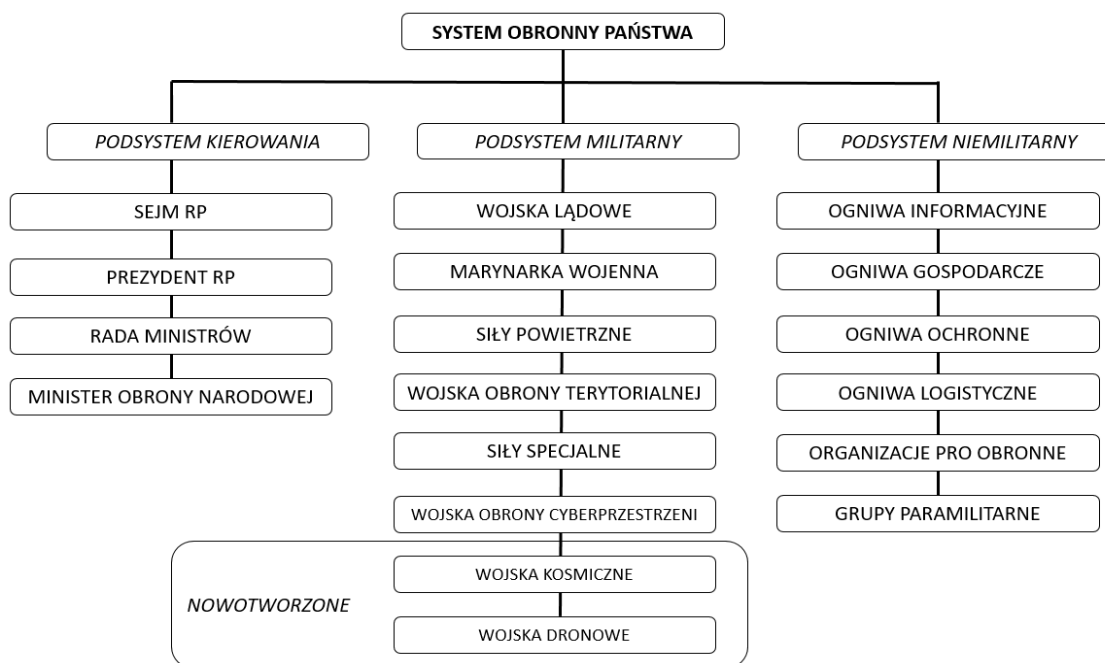 SYSTEM OBRONNY PAŃSTWA
PODSYSTEM KIEROWANIA
SEJM RP
PREZYDENT RP
RADA MINISTRÓW
MINISTER OBRONY NARODOWEJ
PODSYSTEM MILITARNY
WOJSKA LĄDOWE
MARYNARKA WOJENNA
SIŁY POWIETRZNE
WOJSKA OBRONY TERYTORIALNEJ
SIŁY SPECJALNE
WOJSKA OBRONY CYBERPRZESTRZENI
NOWOTWORZONE
WOJSKA KOSMICZNE
WOJSKA DRONOWE
PODSYSTEM NIEMILITARNY
OGNIWA INFORMACYJNE
OGNIWA GOSPODARCZE
OGNIWA OCHRONNE
OGNIWA LOGISTYCZNE
ORGANIZACJE PRO OBRONNE
GRUPY PARAMILITARNE